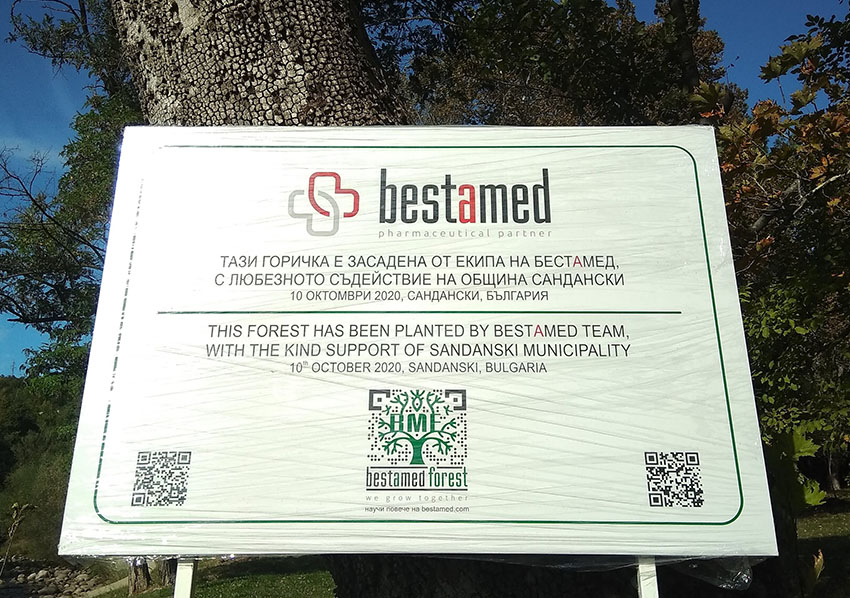 bestamed
pharmaceutical partner
ТАЗИ ГОРИЧКА Е ЗАСАДЕНА ОТ ЕКИПА НА БЕСТАМЕД,
С ЛЮБЕЗНОТО СЪДЕЙСТВИЕ НА ОБЩИНА САНДАНСКИ
10 ОКТОМВРИ 2020, САНДАНСКИ, БЪЛГАРИЯ
THIS FOREST HAS BEEN PLANTED BY BESTAMED TEAM,
WITH THE KIND SUPPORT OF SANDANSKI MUNICIPALITY
10th OCTOBER 2020, SANDANSKI, BULGARIA
BMF
bestamed forest
we grow together
научи повече на bestamed.com